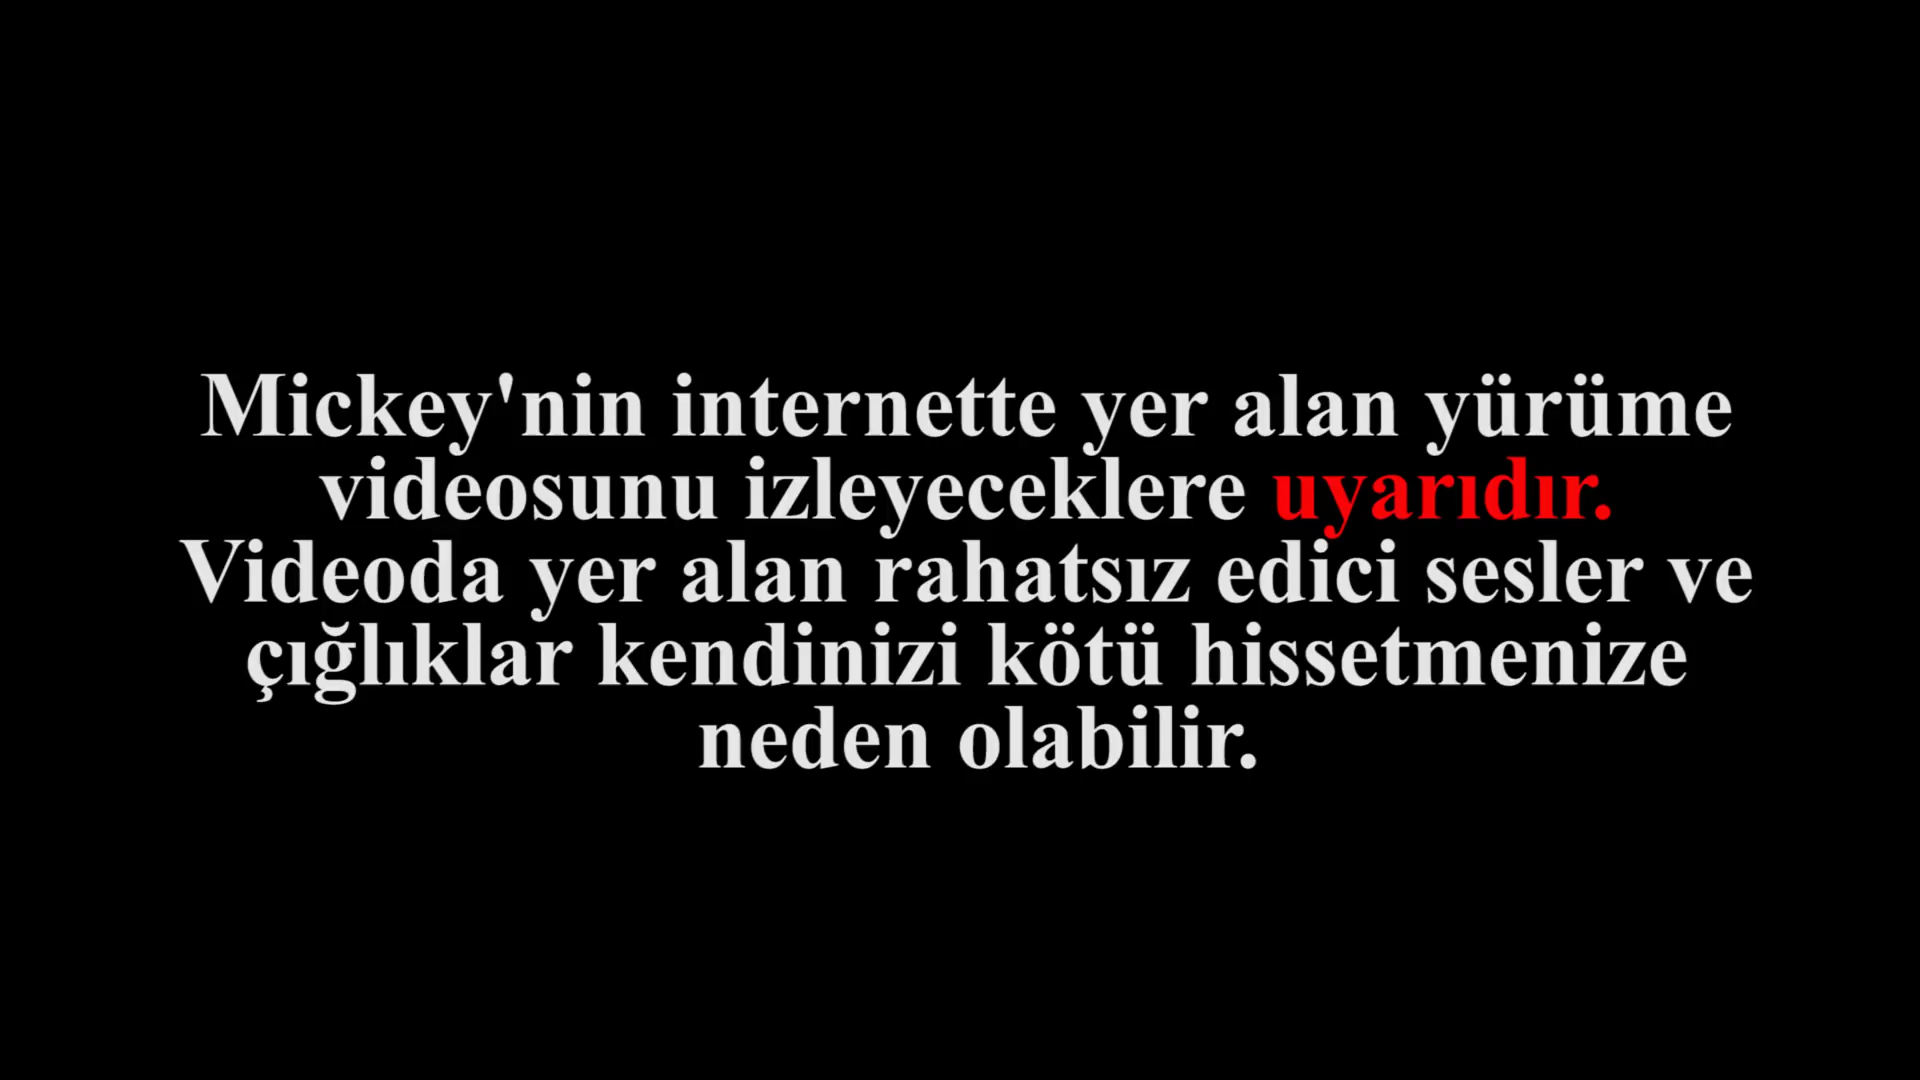 Mickey'nin internette yer alan yürüme
videosunu izleyeceklere uyarıdır.
Videoda yer alan rahatsız edici sesler ve
çığlıklar kendinizi kötü hissetmenize
neden olabilir.